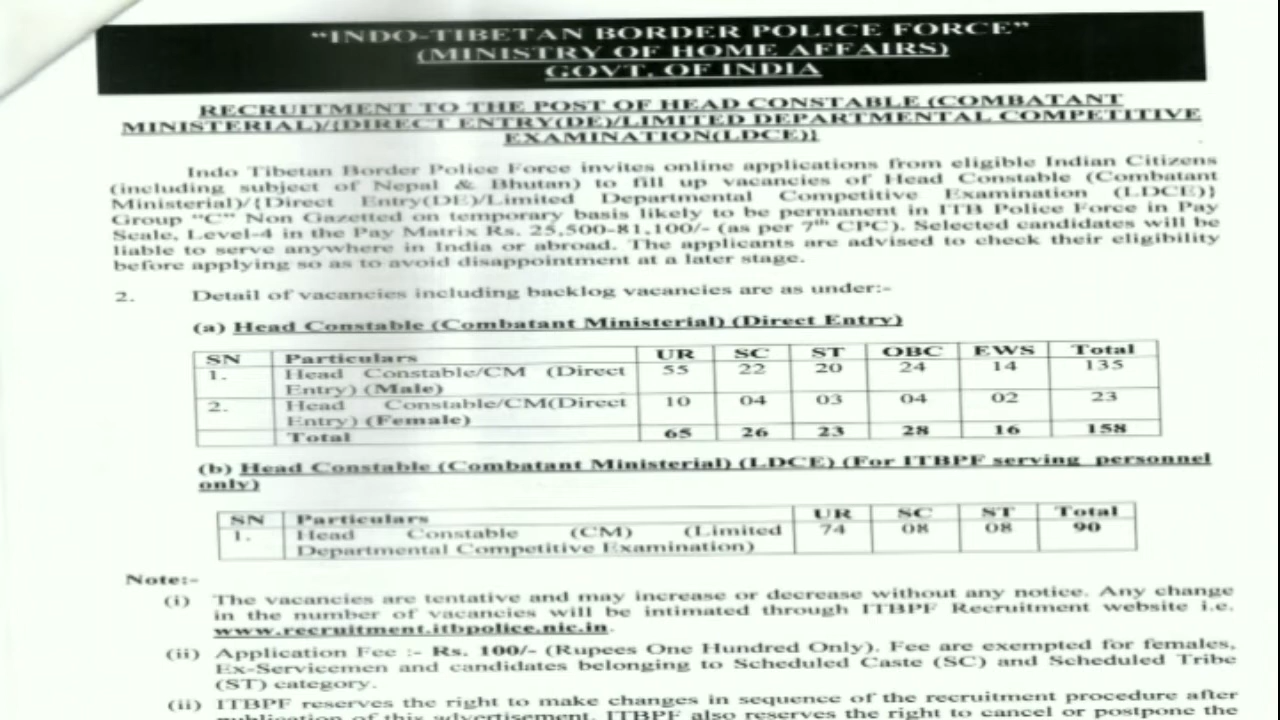 "INDO-TIBETAN BORDER POLICE FORCE"
(MINISTRY OF HOME AFFAIRS)
GOVT. OF INDIA
RECRUITMENT TO THE POST OF HEAD CONSTABLE (COMBATANT
MINISTERIAL)/{DIRECT ENTRY(DE)/LIMITED DEPARTMENTAL COMPETITIVE
EXAMINATION(LDCE)}
Indo Tibetan Border Police Force invites online applications from eligible Indian Citizens
(including subject of Nepal & Bhutan) to fill up vacancies of Head Constable (Combatant
Ministerial)/{Direct Entry(DE)/Limited Departmental Competitive Examination (LDCE)}
Group "C" Non Gazetted on temporary basis likely to be permanent in ITB Police Force in Pay
Scale, Level-4 in the Pay Matrix Rs. 25,500-81,100/- (as per 7th CPC). Selected candidates will be
liable to serve anywhere in India or abroad. The applicants are advised to check their eligibility
before applying so as to avoid disappointment at a later stage.
2. Detail of vacancies including backlog vacancies are as under:-
(a) Head Constable (Combatant Ministerial) (Direct Entry)
SN Particulars UR SC ST OBC EWS Total
1. Head Constable/CM (Direct 55 22 20 24 14 135
Entry) (Male)
2. Head Constable/CM(Direct 10 04 03 04 02 23
Entry) (Female)
Total 65 26 23 28 16 158
(b) Head Constable (Combatant Ministerial) (LDCE) (For ITBPF serving personnel
only)
SN Particulars UR SC ST Total
1. Head Constable (CM) (Limited 74 08 08 90
Departmental Competitive Examination)
Note:-
(i) The vacancies are tentative and may increase or decrease without any notice. Any change
in the number of vacancies will be intimated through ITBPF Recruitment website i.e.
www.recruitment.itbpolice.nic.in.
(ii) Application Fee :- Rs. 100/- (Rupees One Hundred Only). Fee are exempted for females,
Ex-Servicemen and candidates belonging to Scheduled Caste (SC) and Scheduled Tribe
(ST) category.
(ii) ITBPF reserves the right to make changes in sequence of the recruitment procedure after
publication of this advertisement. ITBPF also reserves the right to cancel or postpone the